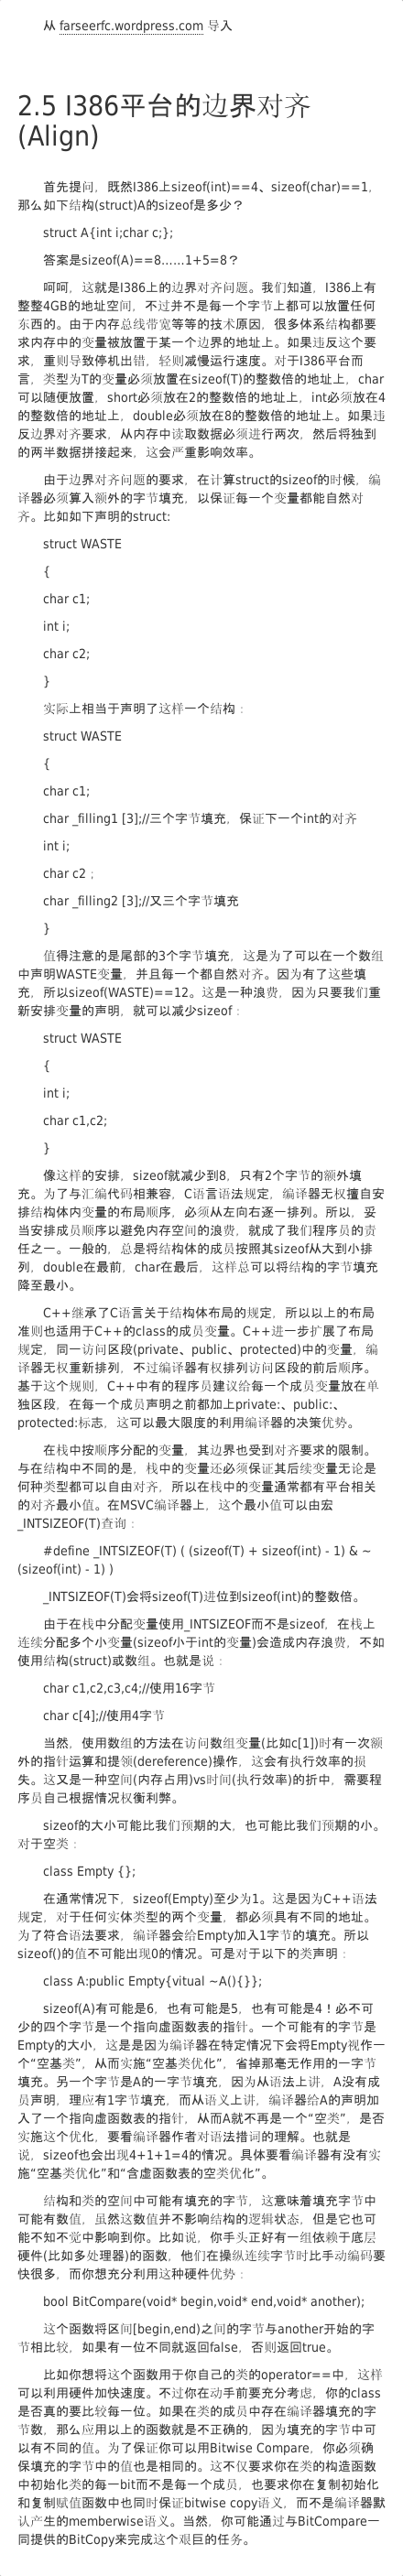 从 farseerfc.wordpress.com 导入
2.5 I386平台的边界对齐
(Align)
首先提问，既然I386上sizeof(int)==4、sizeof(char)==1，
那么如下结构(struct)A的sizeof是多少？
struct A{int i;char c;};
答案是sizeof(A)==8……1+5=8？
呵呵，这就是I386上的边界对齐问题。我们知道，I386上有
整整4GB的地址空间，不过并不是每一个字节上都可以放置任何
东西的。由于内存总线带宽等等的技术原因，很多体系结构都要
求内存中的变量被放置于某一个边界的地址上。如果违反这个要
求，重则导致停机出错，轻则减慢运行速度。对于I386平台而
言，类型为T的变量必须放置在sizeof(T)的整数倍的地址上，char
可以随便放置，short必须放在2的整数倍的地址上，int必须放在4
的整数倍的地址上，double必须放在8的整数倍的地址上。如果违
反边界对齐要求，从内存中读取数据必须进行两次，然后将独到
的两半数据拼接起来，这会严重影响效率。
由于边界对齐问题的要求，在计算struct的sizeof的时候，编
译器必须算入额外的字节填充，以保证每一个变量都能自然对
齐。比如如下声明的struct:
struct WASTE
{
char c1;
int i;
char c2;
}
实际上相当于声明了这样一个结构：
struct WASTE
{
char c1;
char _filling1 [3];//三个字节填充，保证下一个int的对齐
int i;
char c2；
char _filling2 [3];//又三个字节填充
}
值得注意的是尾部的3个字节填充，这是为了可以在一个数组
中声明WASTE变量，并且每一个都自然对齐。因为有了这些填
充，所以sizeof(WASTE)==12。这是一种浪费，因为只要我们重
新安排变量的声明，就可以减少sizeof：
struct WASTE
{
int i;
char c1,c2;
}
像这样的安排，sizeof就减少到8，只有2个字节的额外填
充。为了与汇编代码相兼容，C语言语法规定，编译器无权擅自安
排结构体内变量的布局顺序，必须从左向右逐一排列。所以，妥
当安排成员顺序以避免内存空间的浪费，就成了我们程序员的责
任之一。一般的，总是将结构体的成员按照其sizeof从大到小排
列，double在最前，char在最后，这样总可以将结构的字节填充
降至最小。
C++继承了C语言关于结构体布局的规定，所以以上的布局
准则也适用于C++的class的成员变量。C++进一步扩展了布局
规定，同一访问区段(private、public、protected)中的变量，编
译器无权重新排列，不过编译器有权排列访问区段的前后顺序。
基于这个规则，C++中有的程序员建议给每一个成员变量放在单
独区段，在每一个成员声明之前都加上private:、public:、
protected:标志，这可以最大限度的利用编译器的决策优势。
在栈中按顺序分配的变量，其边界也受到对齐要求的限制。
与在结构中不同的是，栈中的变量还必须保证其后续变量无论是
何种类型都可以自由对齐，所以在栈中的变量通常都有平台相关
的对齐最小值。在MSVC编译器上，这个最小值可以由宏
_INTSIZEOF(T)查询：
#define _INTSIZEOF(T) ( (sizeof(T) + sizeof(int) - 1) & ~
(sizeof(int) - 1) )
_INTSIZEOF(T)会将sizeof(T)进位到sizeof(int)的整数倍。
由于在栈中分配变量使用_INTSIZEOF而不是sizeof，在栈上
连续分配多个小变量(sizeof小于int的变量)会造成内存浪费，不如
使用结构(struct)或数组。也就是说：
char c1,c2,c3,c4;//使用16字节
char c[4];//使用4字节
当然，使用数组的方法在访问数组变量(比如c[1])时有一次额
外的指针运算和提领(dereference)操作，这会有执行效率的损
失。这又是一种空间(内存占用)vs时间(执行效率)的折中，需要程
序员自己根据情况权衡利弊。
sizeof的大小可能比我们预期的大，也可能比我们预期的小。
对于空类：
class Empty {};
在通常情况下，sizeof(Empty)至少为1。这是因为C++语法
规定，对于任何实体类型的两个变量，都必须具有不同的地址。
为了符合语法要求，编译器会给Empty加入1字节的填充。所以
sizeof()的值不可能出现0的情况。可是对于以下的类声明：
class A:public Empty{vitual ~A(){}};
sizeof(A)有可能是6，也有可能是5，也有可能是4！必不可
少的四个字节是一个指向虚函数表的指针。一个可能有的字节是
Empty的大小，这是是因为编译器在特定情况下会将Empty视作一
个“空基类”，从而实施“空基类优化”，省掉那毫无作用的一字节
填充。另一个字节是A的一字节填充，因为从语法上讲，A没有成
员声明，理应有1字节填充，而从语义上讲，编译器给A的声明加
入了一个指向虚函数表的指针，从而A就不再是一个“空类”，是否
实施这个优化，要看编译器作者对语法措词的理解。也就是
说，sizeof也会出现4+1+1=4的情况。具体要看编译器有没有实
施“空基类优化”和“含虚函数表的空类优化”。
结构和类的空间中可能有填充的字节，这意味着填充字节中
可能有数值，虽然这数值并不影响结构的逻辑状态，但是它也可
能不知不觉中影响到你。比如说，你手头正好有一组依赖于底层
硬件(比如多处理器)的函数，他们在操纵连续字节时比手动编码要
快很多，而你想充分利用这种硬件优势：
bool BitCompare(void* begin,void* end,void* another);
这个函数将区间[begin,end)之间的字节与another开始的字
节相比较，如果有一位不同就返回false，否则返回true。
比如你想将这个函数用于你自己的类的operator==中，这样
可以利用硬件加快速度。不过你在动手前要充分考虑，你的class
是否真的要比较每一位。如果在类的成员中存在编译器填充的字
节数，那么应用以上的函数就是不正确的，因为填充的字节中可
以有不同的值。为了保证你可以用Bitwise Compare，你必须确
保填充的字节中的值也是相同的。这不仅要求你在类的构造函数
中初始化类的每一bit而不是每一个成员，也要求你在复制初始化
和复制赋值函数中也同时保证bitwise copy语义，而不是编译器默
认产生的memberwise语义。当然，你可能通过与BitCompare一
同提供的BitCopy来完成这个艰巨的任务。